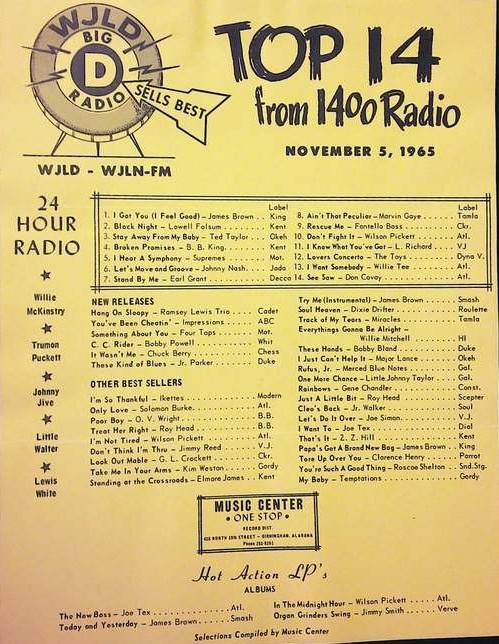 WJLD
BIG
D
RADIO
SELLS BEST
WJLD - WJLN-FM
TOP 14
from 1400 Radio
NOVEMBER 5, 1965
24
HOUR
RADIO
Willie
McKinstry
Truman
Puckett
Johnny
Jive
Little
Walter
Lewis
White
Label
1. I Got You (I Feel Good) – James Brown . . King
2. Black Night – Lowell Fulsom . . . . . . . . Kent
3. Stay Away From My Baby – Ted Taylor . . . Okeh
4. Broken Promises – B. B. King. . . . . . . . Kent
5. I Hear a Symphony – Supremes . . . . . . . Mot.
6. Let's Move and Groove – Johnny Nash. . . . Joda
7. Stand By Me – Earl Grant . . . . . . . . . Decca
Label
8. Ain't That Peculiar – Marvin Gaye . . . . . . Tamla
9. Rescue Me – Fontella Bass . . . . . . . . . Ckr.
10. Don't Fight It – Wilson Pickett . . . . . . . Atl.
11. I Know What You've Got – L. Richard . . . . VJ
12. Lovers Concerto – The Toys . . . . . . . . Dyna V.
13. I Want Somebody – Willie Tee . . . . . . . Atl.
14. See Saw – Don Covay. . . . . . . . . . . Atl.
NEW RELEASES
Hang On Sloopy – Ramsey Lewis Trio . . . . Cadet
You've Been Cheatin' – Impressions . . . . . ABC
Something About You – Four Tops . . . . . . Mot.
C. C. Rider – Bobby Powell . . . . . . . . Whit
It Wasn't Me – Chuck Berry . . . . . . . . Chess
These Kind of Blues – Jr. Parker . . . . . . Duke
OTHER BEST SELLERS
I'm So Thankful – Ikettes . . . . . . . . . Modern
Only Love – Solomon Burke. . . . . . . . . Atl.
Poor Boy – O. V. Wright . . . . . . . . . . B.B.
Treat Her Right – Roy Head . . . . . . . . B.B.
I'm Not Tired – Wilson Pickett . . . . . . . Atl.
Don't Think I'm Thru – Jimmy Reed . . . . . V.J.
Look Out Mable – G. L. Crockett . . . . . . Ckr.
Take Me In Your Arms – Kim Weston . . . . . Gordy
Standing at the Crossroads – Elmore James . . Kent
Try Me (Instrumental) – James Brown . . . . . Smash
Soul Heaven – Dixie Drifter . . . . . . . . . Roulette
Track of My Tears – Miracles . . . . . . . . Tamla
Everythings Gonna Be Alright –
Willie Mitchell . . . . . . . . . . . HI
These Hands – Bobby Bland . . . . . . . . . Duke
I Just Can't Help It – Major Lance . . . . . . Okeh
Rufus, Jr. – Merced Blue Notes . . . . . . . Gal.
One More Chance – Little Johnny Taylor . . . . Gal.
Rainbows – Gene Chandler . . . . . . . . . Const.
Just A Little Bit – Roy Head . . . . . . . . Scepter
Cleo's Back – Jr. Walker . . . . . . . . . . Soul
Let's Do It Over – Joe Simon. . . . . . . . . V.J.
I Want To – Joe Tex . . . . . . . . . . . . Dial
That's It – Z. Z. Hill . . . . . . . . . . . Kent
Papa's Got A Brand New Bag – James Brown . . King
Tore Up Over You – Clarence Henry . . . . . . Parrot
You're Such A Good Thing – Roscoe Shelton . . Snd.Stg.
My Baby – Temptations . . . . . . . . . . . Gordy
MUSIC CENTER
• ONE STOP •
RECORD DIST.
NORTH STREET – BIRMINGHAM, ALABAMA
Phone
Hot Action LP's
ALBUMS
The New Boss – Joe Tex . . . . . . . . . . Atl.
Today and Yesterday – James Brown . . . . . Smash
In The Midnight Hour – Wilson Pickett . . . . . Atl.
Organ Grinders Swing – Jimmy Smith . . . . . Verve
Selections Compiled by Music Center